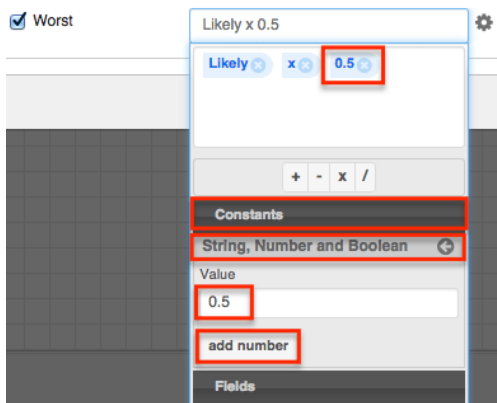 Worst
Likely x 0.5
Likely x 0.5
+ - x /
Constants
String, Number and Boolean
Value
0.5
add number
Fields